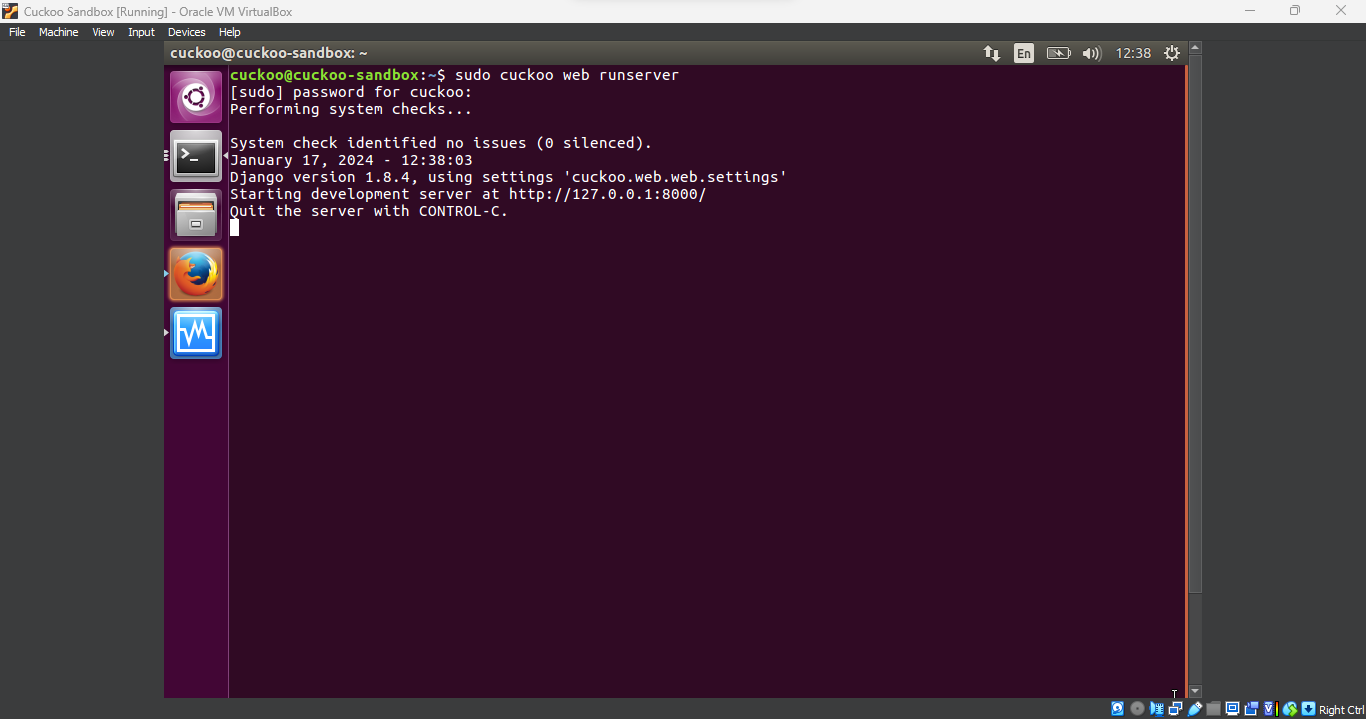 Cuckoo Sandbox [Running] - Oracle VM VirtualBox
File Machine View Input Devices Help
cuckoo@cuckoo-sandbox: ~
En
12:38
cuckoo@cuckoo-sandbox:~$ sudo cuckoo web runserver
[sudo] password for cuckoo:
Performing system checks...
System check identified no issues (0 silenced).
January 17, 2024 - 12:38:03
Django version 1.8.4, using settings 'cuckoo.web.web.settings'
Starting development server at http://127.0.0.1:8000/
Quit the server with CONTROL-C.
Right Ctrl